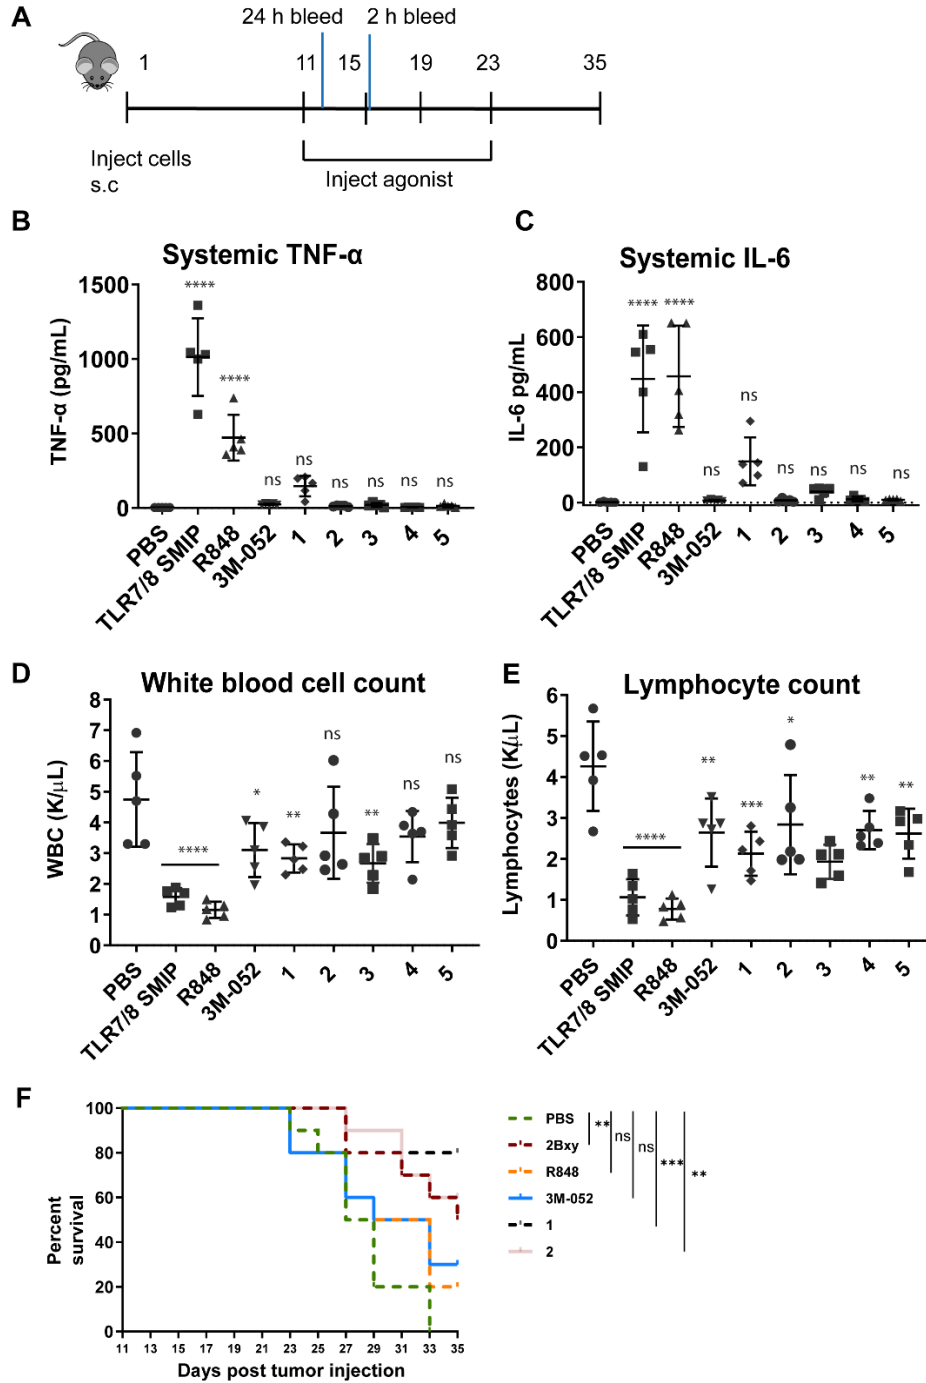 A
24 h bleed
2 h bleed
1 11 15 19 23 35
Inject cells
s.c
Inject agonist
B
Systemic TNF-α
TNF-α (pg/mL)
1500
1000
500
0
****
****
ns
ns
ns
ns
ns
ns
PBS
TLR7/8 SMIP
R848
3M-052
1
2
3
4
5
C
Systemic IL-6
IL-6 pg/mL
800
600
400
200
0
****
****
ns
ns
ns
ns
ns
ns
PBS
TLR7/8 SMIP
R848
3M-052
1
2
3
4
5
D
White blood cell count
WBC (K/µL)
8
7
6
5
4
3
2
1
0
****
*
**
ns
**
ns
ns
PBS
TLR7/8 SMIP
R848
3M-052
1
2
3
4
5
E
Lymphocyte count
Lymphocytes (K/µL)
6
5
4
3
2
1
0
****
**
***
*
**
**
PBS
TLR7/8 SMIP
R848
3M-052
1
2
3
4
5
F
Percent
survival
100
80
60
40
20
0
11 13 15 17 19 21 23 25 27 29 31 33 35
Days post tumor injection
PBS
2Bxy
R848
3M-052
1
2
**
ns
ns
***
**